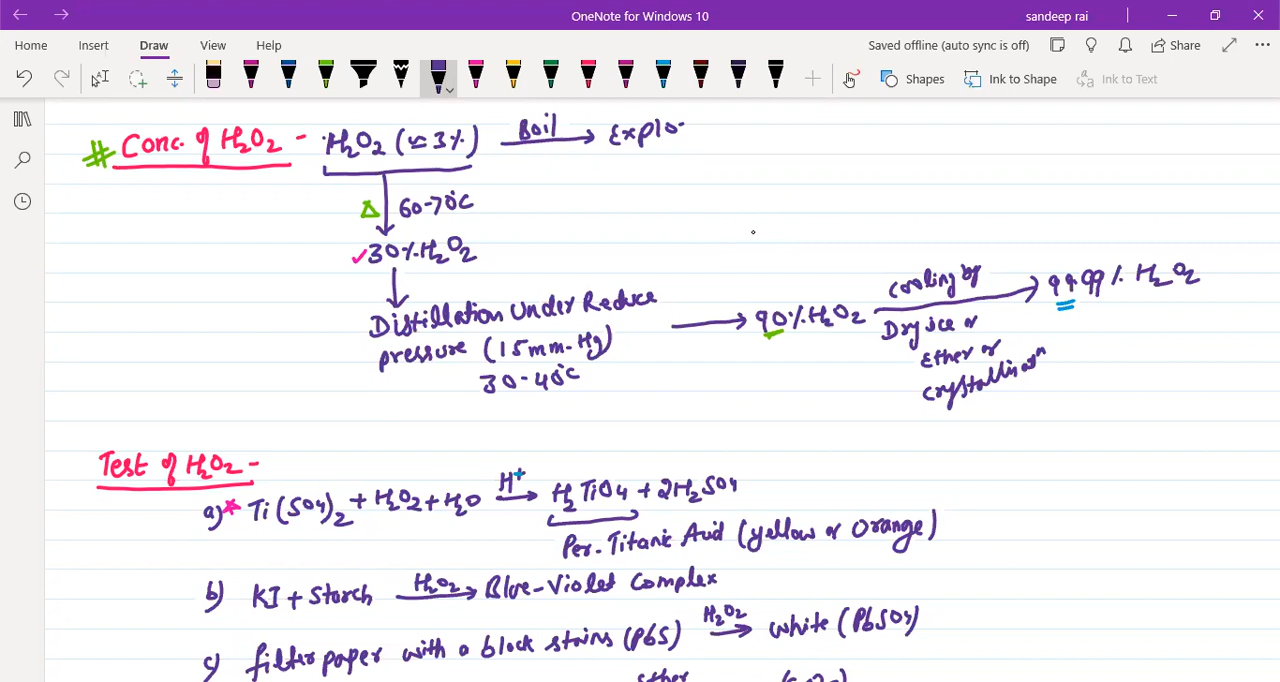 OneNote for Windows 10
sandeep rai
Home Insert Draw View Help
Saved offline (auto sync is off)
Share
Shapes
Ink to Shape
Ink to Text
# Conc. of H2O2 - H2O2 (≈ 3%) Boil → Explo-
Δ 60-70°C
✓30% H2O2
Distillation Under Reduce
pressure (15mm-Hg)
30-40°C
→ 90% H2O2
Cooling by
Dry ice or
Ether or
crystallinatn
99.99% H2O2
Test of H2O2 -
a)* Ti(SO4)2 + H2O2 + H2O H+ → H2TiO4 + 2H2SO4
Per. Titanic Acid (yellow or Orange)
b) KI + Starch H2O2 → Blue-Violet Complex
c) filter paper with a block stains (PbS) H2O2 → white (PbSO4)
ether